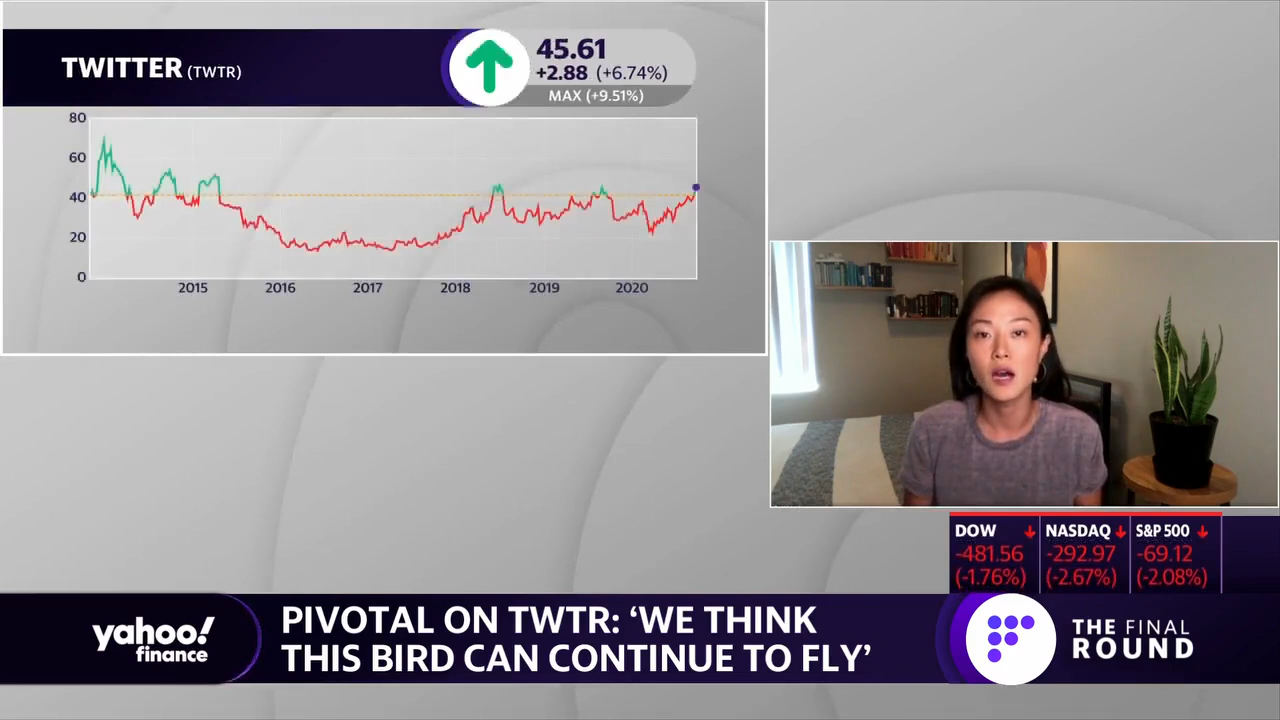 TWITTER (TWTR)
45.61
+2.88 (+6.74%)
MAX (+9.51%)
80
60
40
20
0
2015 2016 2017 2018 2019 2020
DOW NASDAQ S&P 500
-481.56 -292.97 -69.12
(-1.76%) (-2.67%) (-2.08%)
yahoo!
finance
PIVOTAL ON TWTR: ‘WE THINK
THIS BIRD CAN CONTINUE TO FLY’
THE FINAL
ROUND